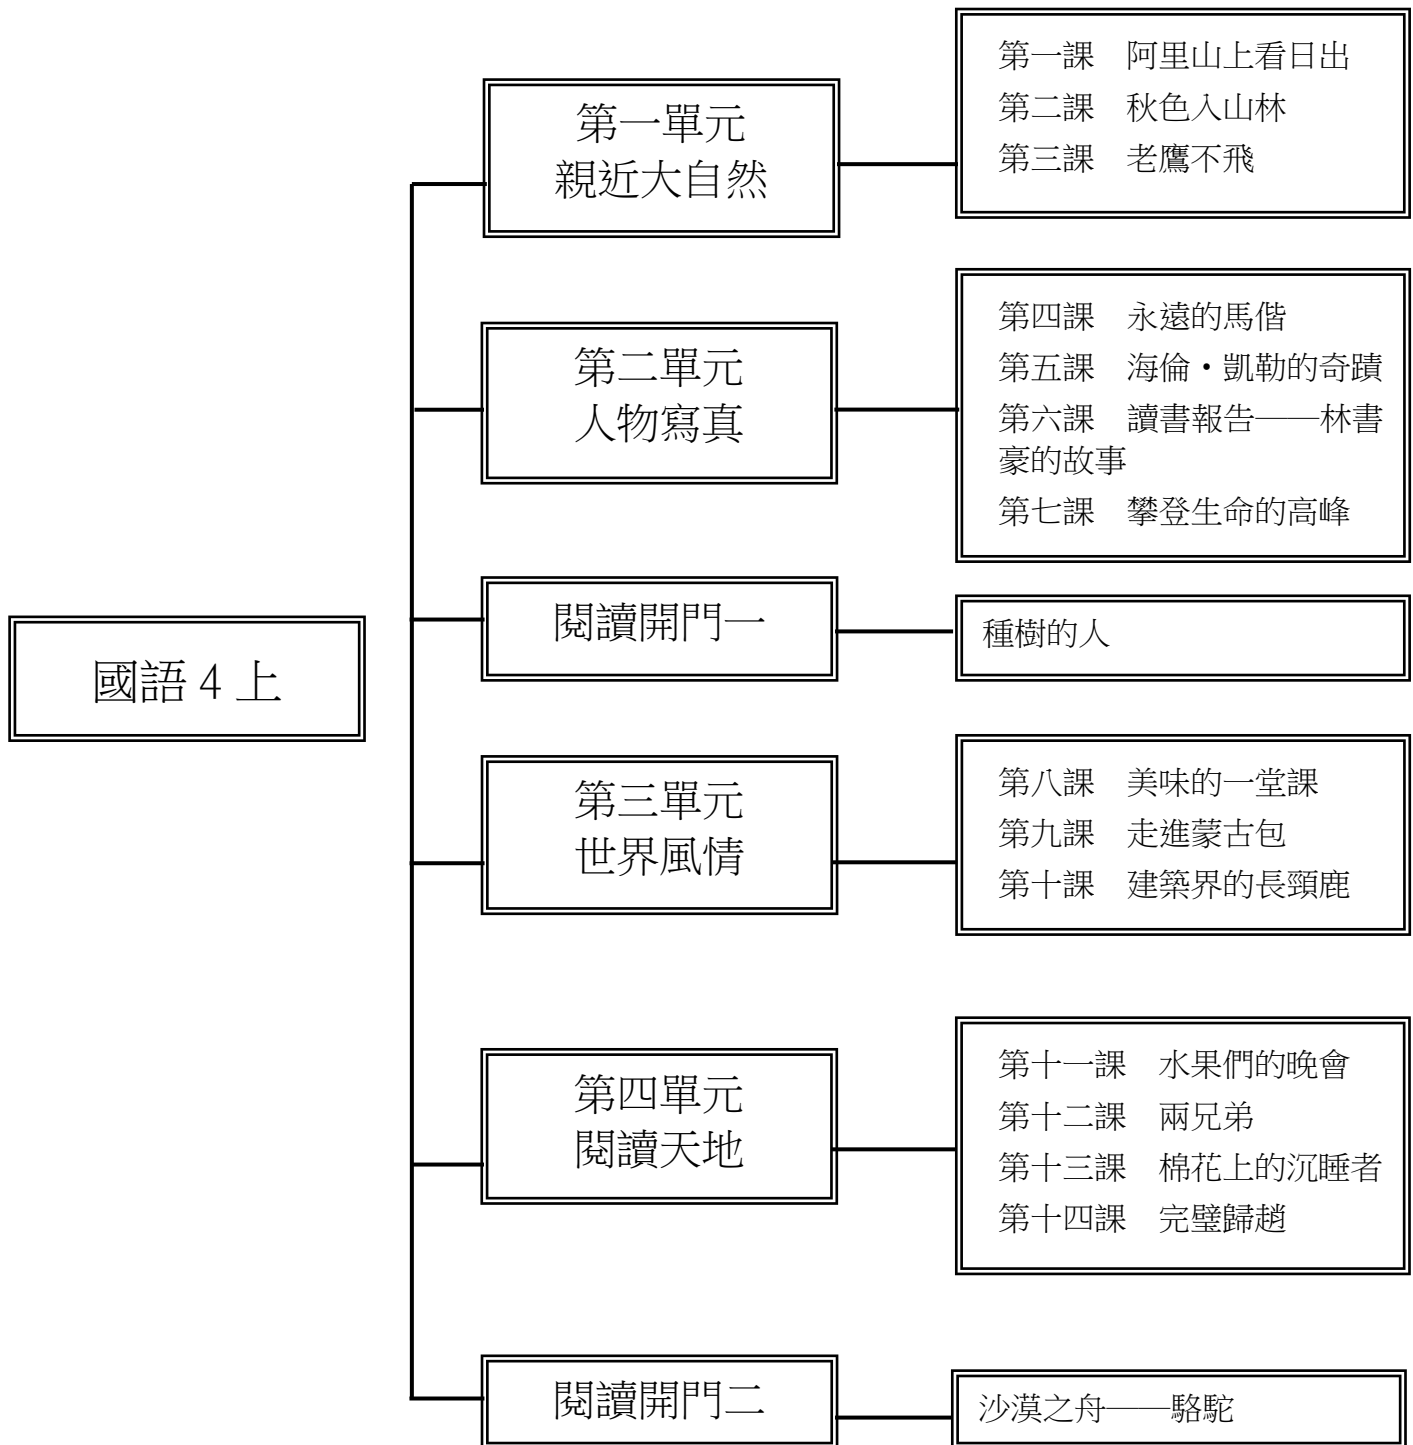 國語 4 上
第一單元
親近大自然
第一課　阿里山上看日出
第二課　秋色入山林
第三課　老鷹不飛
第二單元
人物寫真
第四課　永遠的馬偕
第五課　海倫・凱勒的奇蹟
第六課　讀書報告——林書
豪的故事
第七課　攀登生命的高峰
閱讀開門一
種樹的人
第三單元
世界風情
第八課　美味的一堂課
第九課　走進蒙古包
第十課　建築界的長頸鹿
第四單元
閱讀天地
第十一課　水果們的晚會
第十二課　兩兄弟
第十三課　棉花上的沉睡者
第十四課　完璧歸趙
閱讀開門二
沙漠之舟——駱駝